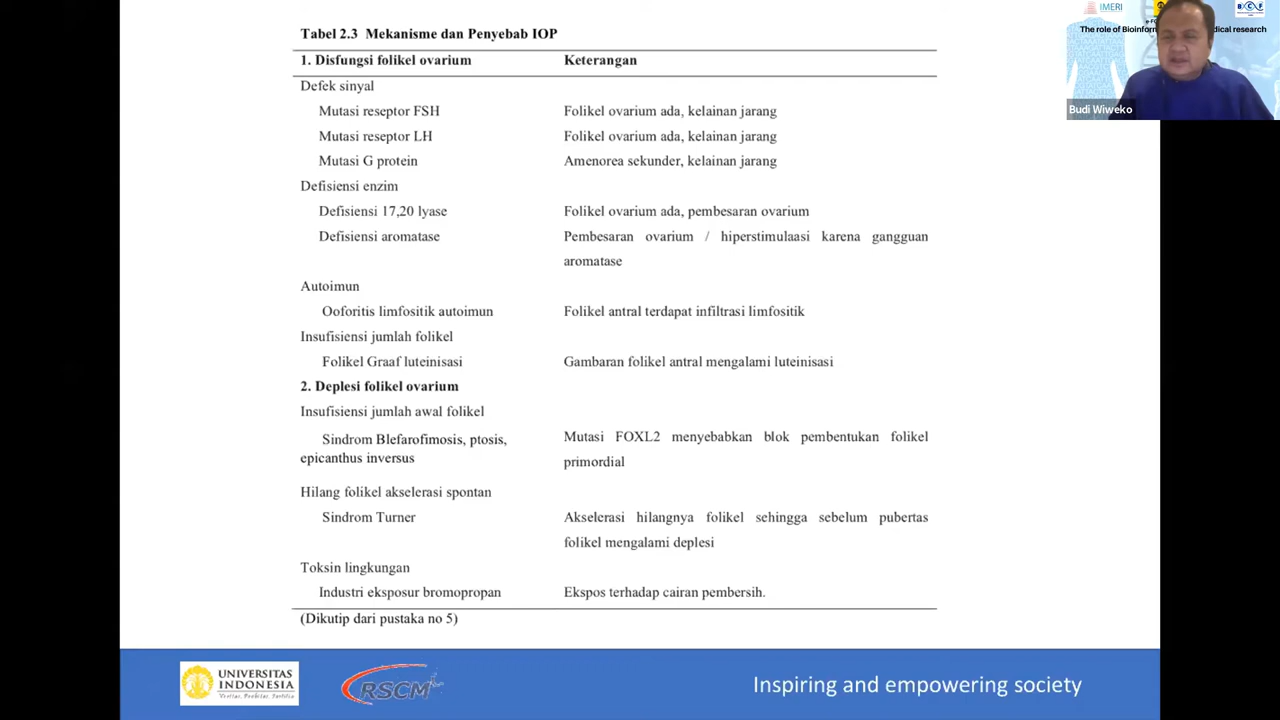 Tabel 2.3 Mekanisme dan Penyebab IOP
1. Disfungsi folikel ovarium Keterangan
Defek sinyal
Mutasi reseptor FSH Folikel ovarium ada, kelainan jarang
Mutasi reseptor LH Folikel ovarium ada, kelainan jarang
Mutasi G protein Amenorea sekunder, kelainan jarang
Defisiensi enzim
Defisiensi 17,20 lyase Folikel ovarium ada, pembesaran ovarium
Defisiensi aromatase Pembesaran ovarium / hiperstimulaasi karena gangguan
aromatase
Autoimun
Ooforitis limfositik autoimun Folikel antral terdapat infiltrasi limfositik
Insufisiensi jumlah folikel
Folikel Graaf luteinisasi Gambaran folikel antral mengalami luteinisasi
2. Deplesi folikel ovarium
Insufisiensi jumlah awal folikel
Sindrom Blefarofimosis, ptosis,
epicanthus inversus
Mutasi FOXL2 menyebabkan blok pembentukan folikel
primordial
Hilang folikel akselerasi spontan
Sindrom Turner Akselerasi hilangnya folikel sehingga sebelum pubertas
folikel mengalami deplesi
Toksin lingkungan
Industri eksposur bromopropan Ekspos terhadap cairan pembersih.
(Dikutip dari pustaka no 5)
IMERI
The role of Bioinform
dical research
Budi Wiweko
UNIVERSITAS
INDONESIA
Veritas, Probitas, Iustitia
RSCM
Inspiring and empowering society